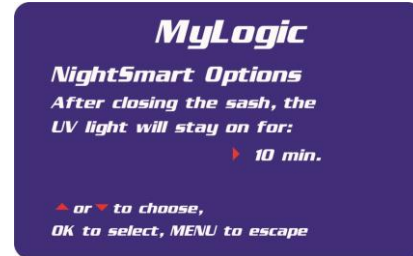 MyLogic
NightSmart Options
After closing the sash, the
UV light will stay on for:
10 min.
or to choose,
OK to select, MENU to escape